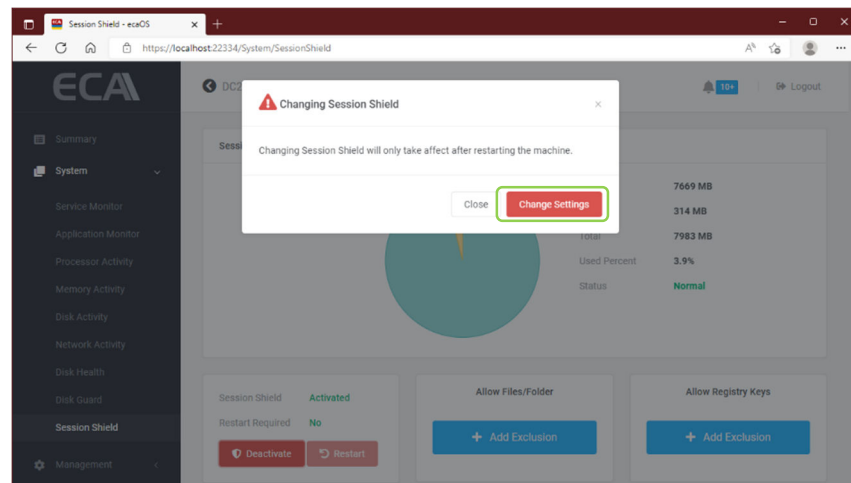 ECA
Session Shield - ecaOS
https://localhost:22334/System/SessionShield
ECA
Summary
System
Service Monitor
Application Monitor
Processor Activity
Memory Activity
Disk Activity
Network Activity
Disk Health
Disk Guard
Session Shield
Management
10+
Logout
Changing Session Shield
Changing Session Shield will only take affect after restarting the machine.
Close
Change Settings
7669 MB
314 MB
Total 7983 MB
Used Percent 3.9%
Status Normal
Session Shield Activated
Restart Required No
Deactivate
Restart
Allow Files/Folder
+ Add Exclusion
Allow Registry Keys
+ Add Exclusion